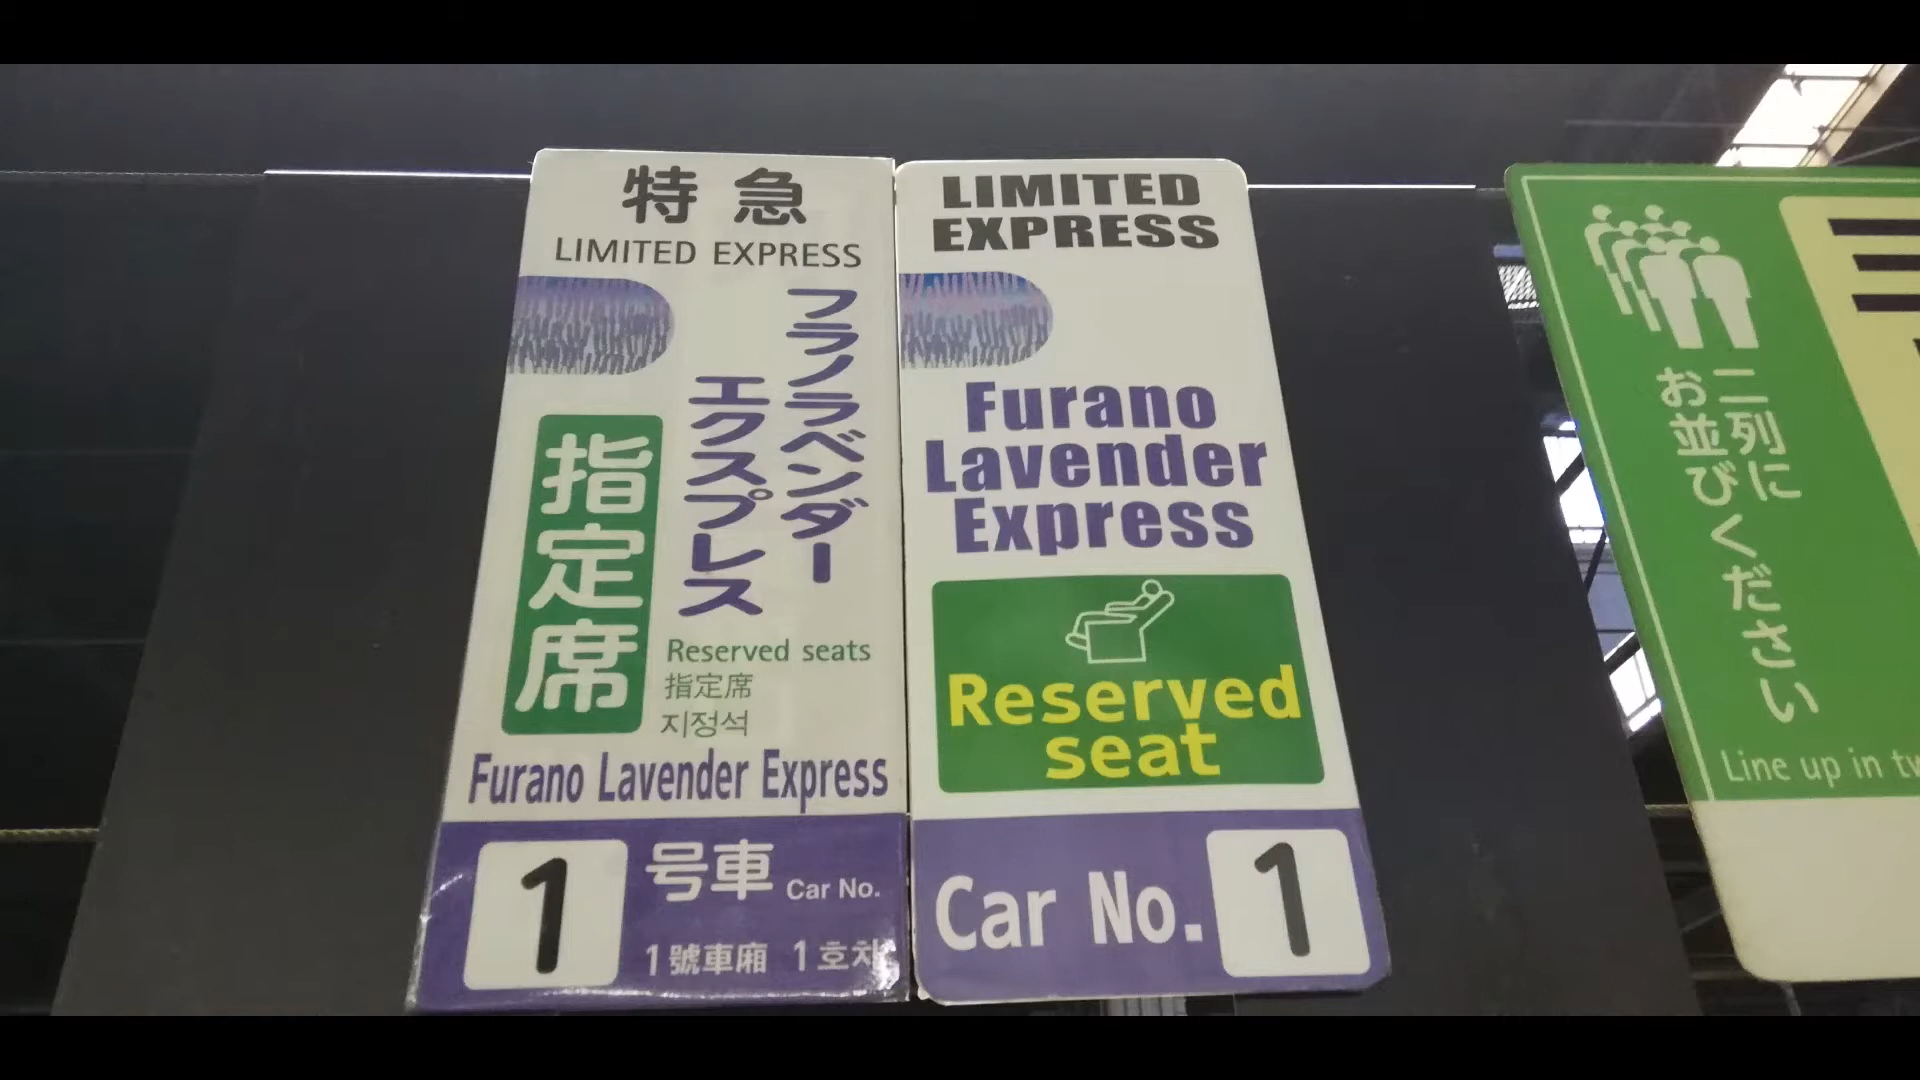 特急
LIMITED EXPRESS
フラノラベンダー
エクスプレス
指定席
Reserved seats
指定席
지정석
Furano Lavender Express
1 号車 Car No.
1號車廂 1호차
LIMITED
EXPRESS
Furano
Lavender
Express
Reserved
seat
Car No. 1
二列に
お並びください
Line up in